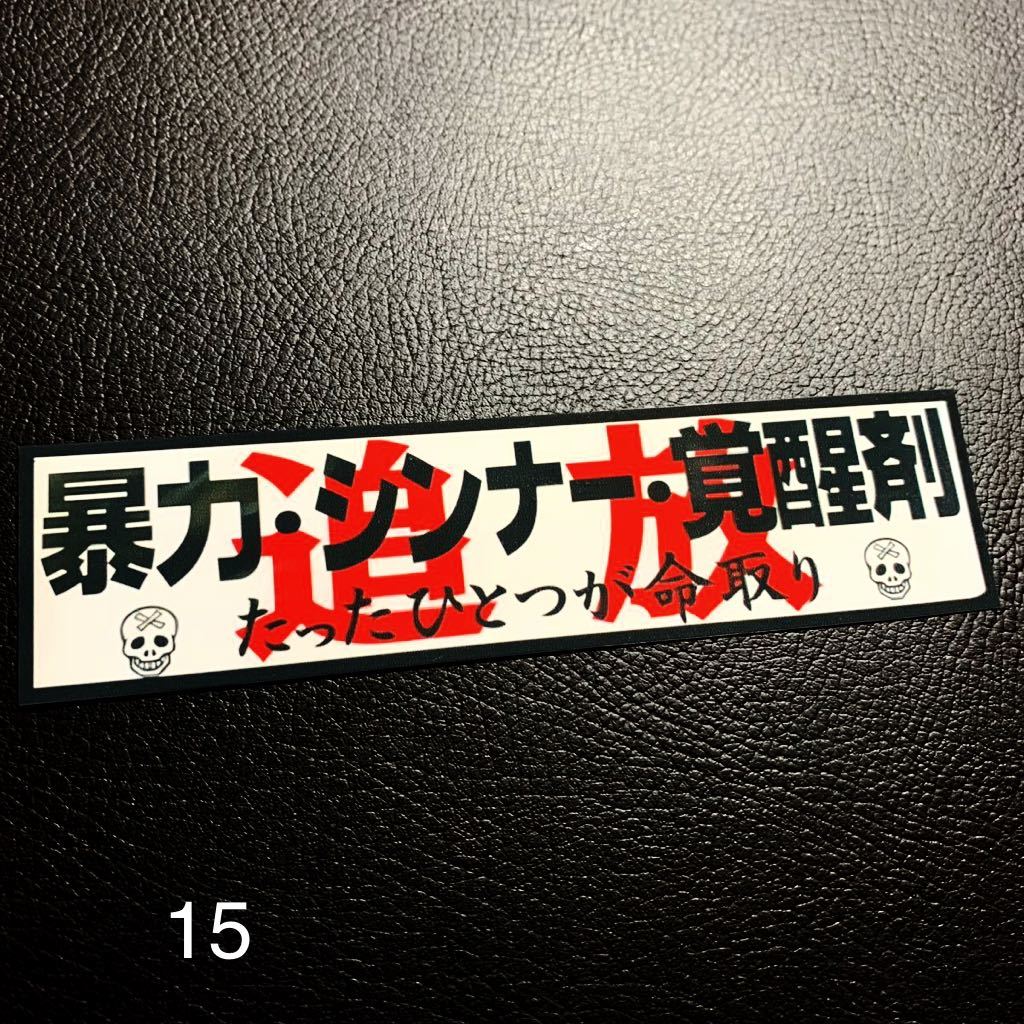 暴力・シンナー・覚醒剤
追放
たったひとつが命取り
15